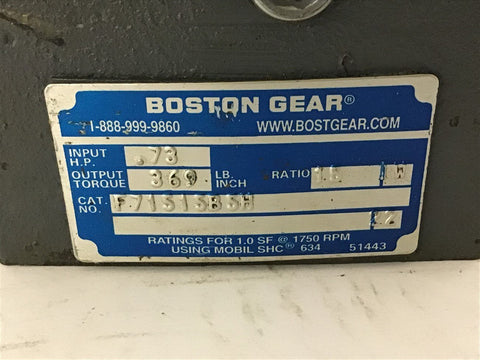 BOSTON GEAR®
1-888-999-9860 WWW.BOSTGEAR.COM
INPUT H.P. .73
OUTPUT TORQUE 369 LB. INCH RATIO 15
CAT. NO.
RATINGS FOR 1.0 SF @ 1750 RPM
USING MOBIL SHC® 634 51443